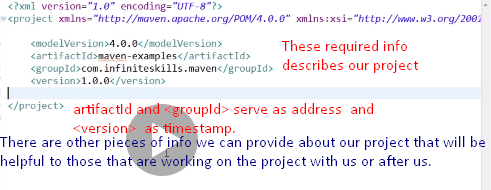 <?xml version="1.0" encoding="UTF-8"?>
<project xmlns="http://maven.apache.org/POM/4.0.0" xmlns:xsi="http://www.w3.org/2001
<modelVersion>4.0.0</modelVersion>
<artifactId>maven-examples</artifactId>
<groupId>com.infiniteskills.maven</groupId>
<version>1.0.0</version>
These required info
describes our project
</project>
artifactId and <groupId> serve as address and
<version> as timestamp.
There are other pieces of info we can provide about our project that will be
helpful to those that are working on the project with us or after us.